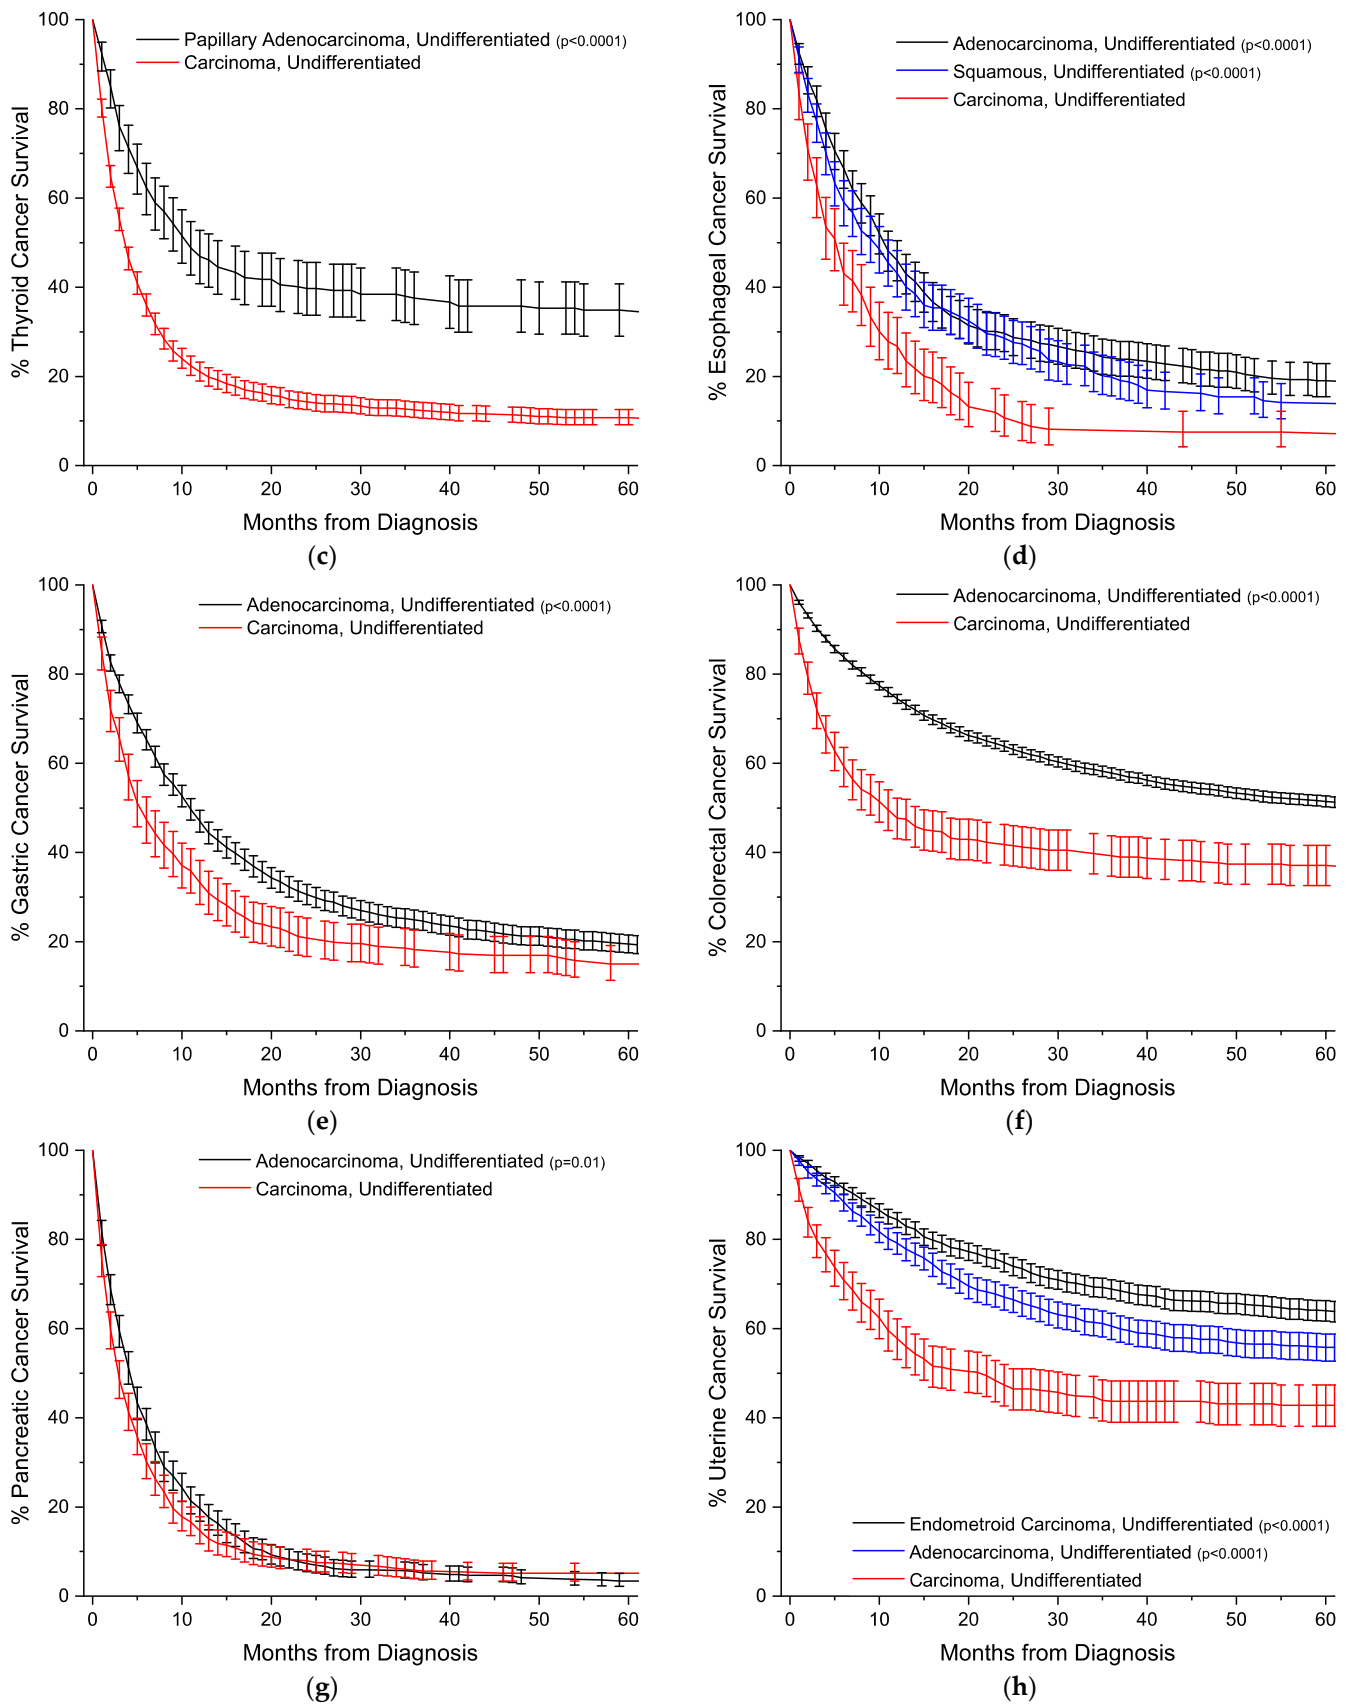 100
80
60
40
20
0
% Thyroid Cancer Survival
Papillary Adenocarcinoma, Undifferentiated (p<0.0001)
Carcinoma, Undifferentiated
0 10 20 30 40 50 60
Months from Diagnosis
(c)
100
80
60
40
20
0
% Esophageal Cancer Survival
Adenocarcinoma, Undifferentiated (p<0.0001)
Squamous, Undifferentiated (p<0.0001)
Carcinoma, Undifferentiated
0 10 20 30 40 50 60
Months from Diagnosis
(d)
100
80
60
40
20
0
% Gastric Cancer Survival
Adenocarcinoma, Undifferentiated (p<0.0001)
Carcinoma, Undifferentiated
0 10 20 30 40 50 60
Months from Diagnosis
(e)
100
80
60
40
20
0
% Colorectal Cancer Survival
Adenocarcinoma, Undifferentiated (p<0.0001)
Carcinoma, Undifferentiated
0 10 20 30 40 50 60
Months from Diagnosis
(f)
100
80
60
40
20
0
% Pancreatic Cancer Survival
Adenocarcinoma, Undifferentiated (p=0.01)
Carcinoma, Undifferentiated
0 10 20 30 40 50 60
Months from Diagnosis
(g)
100
80
60
40
20
0
% Uterine Cancer Survival
Endometroid Carcinoma, Undifferentiated (p<0.0001)
Adenocarcinoma, Undifferentiated (p<0.0001)
Carcinoma, Undifferentiated
0 10 20 30 40 50 60
Months from Diagnosis
(h)